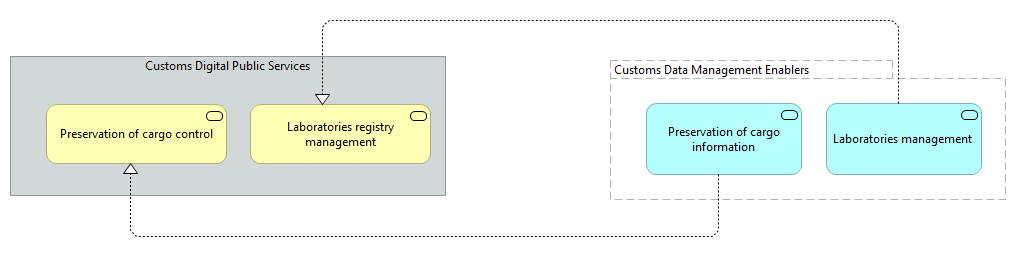 Customs Digital Public Services
Preservation of cargo control
Laboratories registry
management
Customs Data Management Enablers
Preservation of cargo
information
Laboratories management